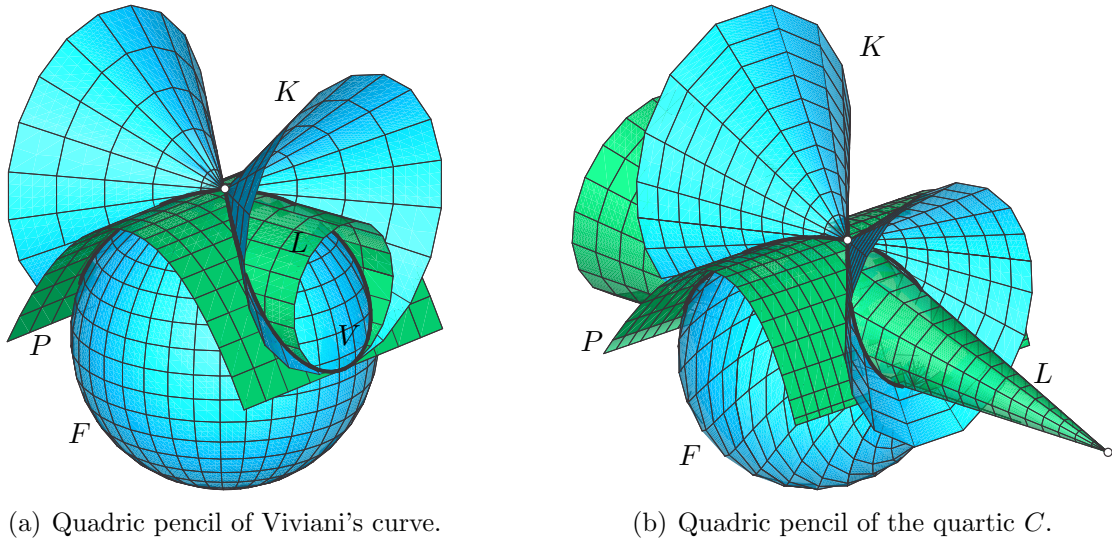 K
L
V
P
F
(a) Quadric pencil of Viviani's curve.
K
P
L
F
(b) Quadric pencil of the quartic C.